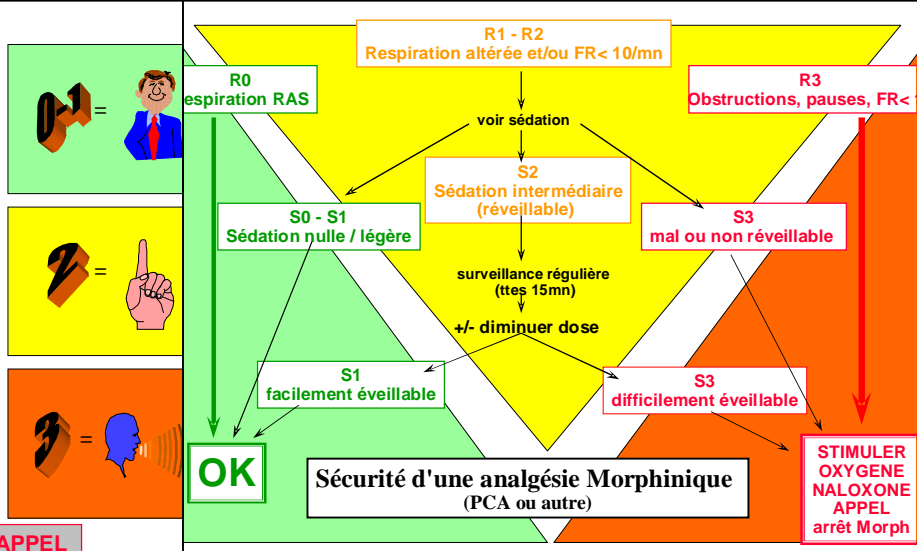 0-1 =
2 =
3 =
APPEL
R1 - R2
Respiration altérée et/ou FR< 10/mn
R0
espiration RAS
R3
Obstructions, pauses, FR<
voir sédation
S2
Sédation intermédiaire
(réveillable)
S0 - S1
Sédation nulle / légère
S3
mal ou non réveillable
surveillance régulière
(ttes 15mn)
+/- diminuer dose
S1
facilement éveillable
S3
difficilement éveillable
OK
Sécurité d'une analgésie Morphinique
(PCA ou autre)
STIMULER
OXYGENE
NALOXONE
APPEL
arrêt Morph